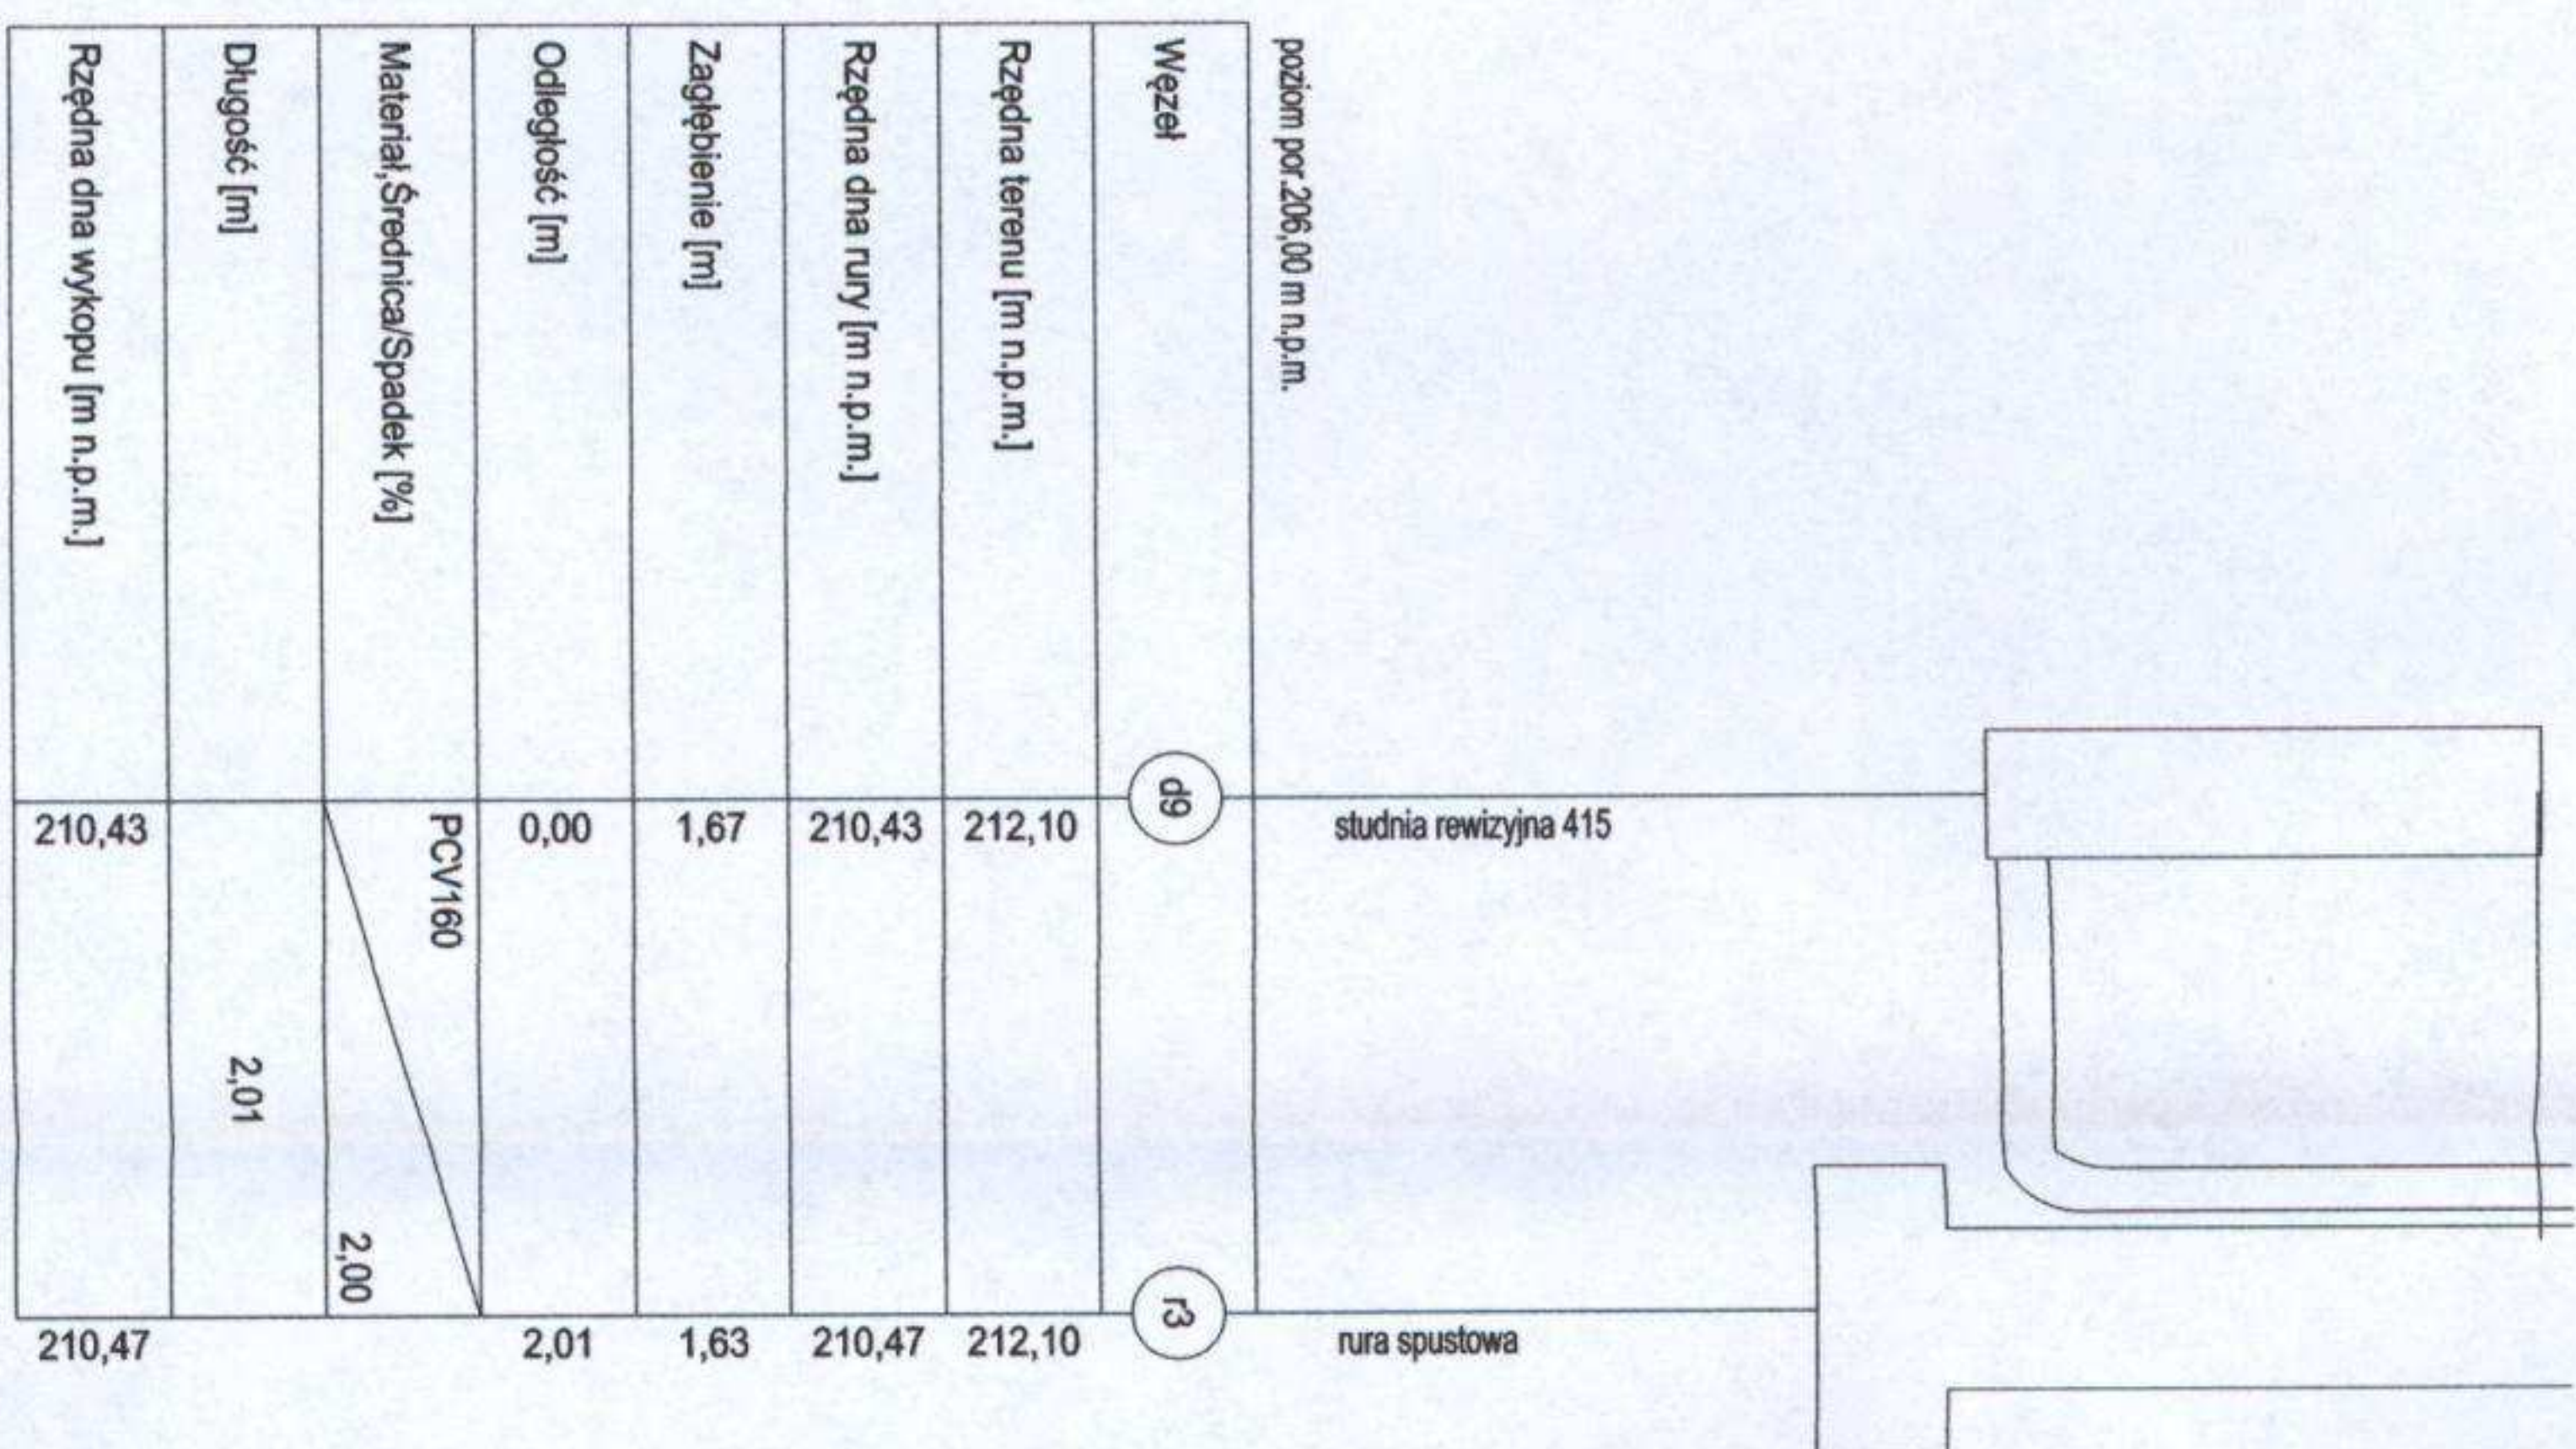 studnia rewizyjna 415
rura spustowa
poziom por.206,00 m n.p.m.
Węzeł d9 r3
Rzędna terenu [m n.p.m.] 212,10 212,10
Rzędna dna rury [m n.p.m.] 210,43 210,47
Zagłębienie [m] 1,67 1,63
Odległość [m] 0,00 2,01
Materiał,Średnica/Spadek [%] PCV160 2,00
Długość [m] 2,01
Rzędna dna wykopu [m n.p.m.] 210,43 210,47